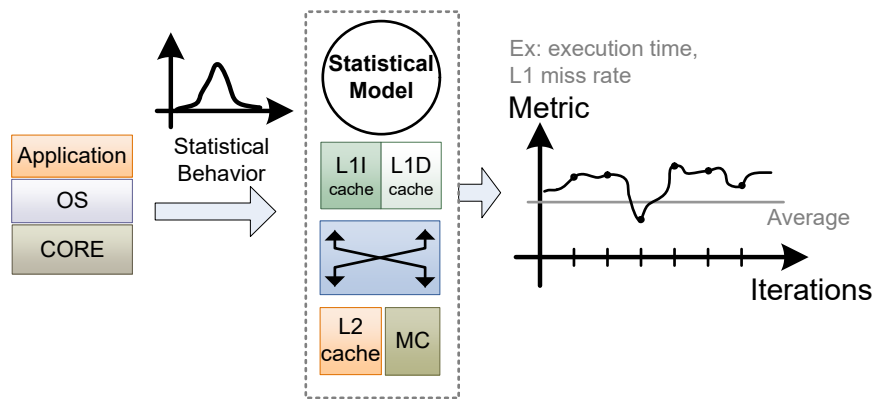 Application
OS
CORE
Statistical
Behavior
Statistical
Model
L1I
cache
L1D
cache
L2
cache
MC
Ex: execution time,
L1 miss rate
Metric
Average
Iterations